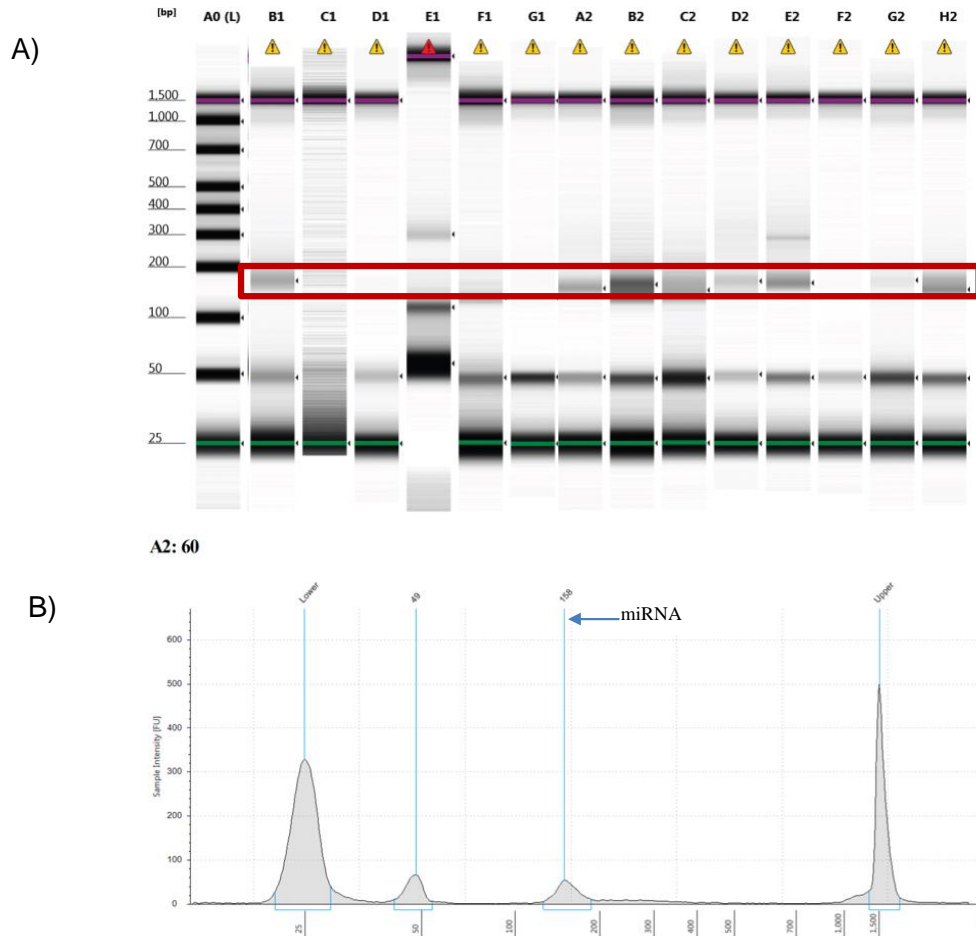 A)
[bp] A0 (L) B1 C1 D1 E1 F1 G1 A2 B2 C2 D2 E2 F2 G2 H2
1,500
1,000
700
500
400
300
200
100
50
25
A2: 60
B)
Lower 49 158 Upper
miRNA
Sample Intensity [FU]
600
500
400
300
200
100
0
25 50 100 200 300 400 500 700 1,000 1,500